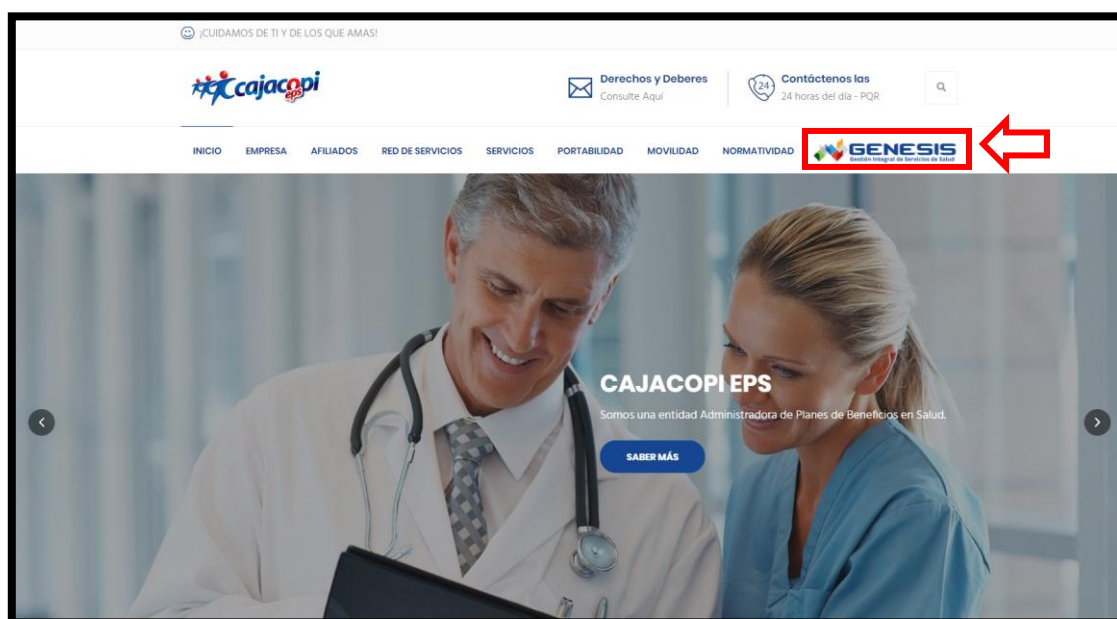 ¡CUIDAMOS DE TI Y DE LOS QUE AMAS!
cajacopi
eps
Derechos y Deberes
Consulte Aquí
24
Contáctenos las
24 horas del día - PQR
INICIO EMPRESA AFILIADOS RED DE SERVICIOS SERVICIOS PORTABILIDAD MOVILIDAD NORMATIVIDAD GENESIS
Gestión Integral de Servicios de Salud
CAJACOPI EPS
Somos una entidad Administradora de Planes de Beneficios en Salud.
SABER MÁS